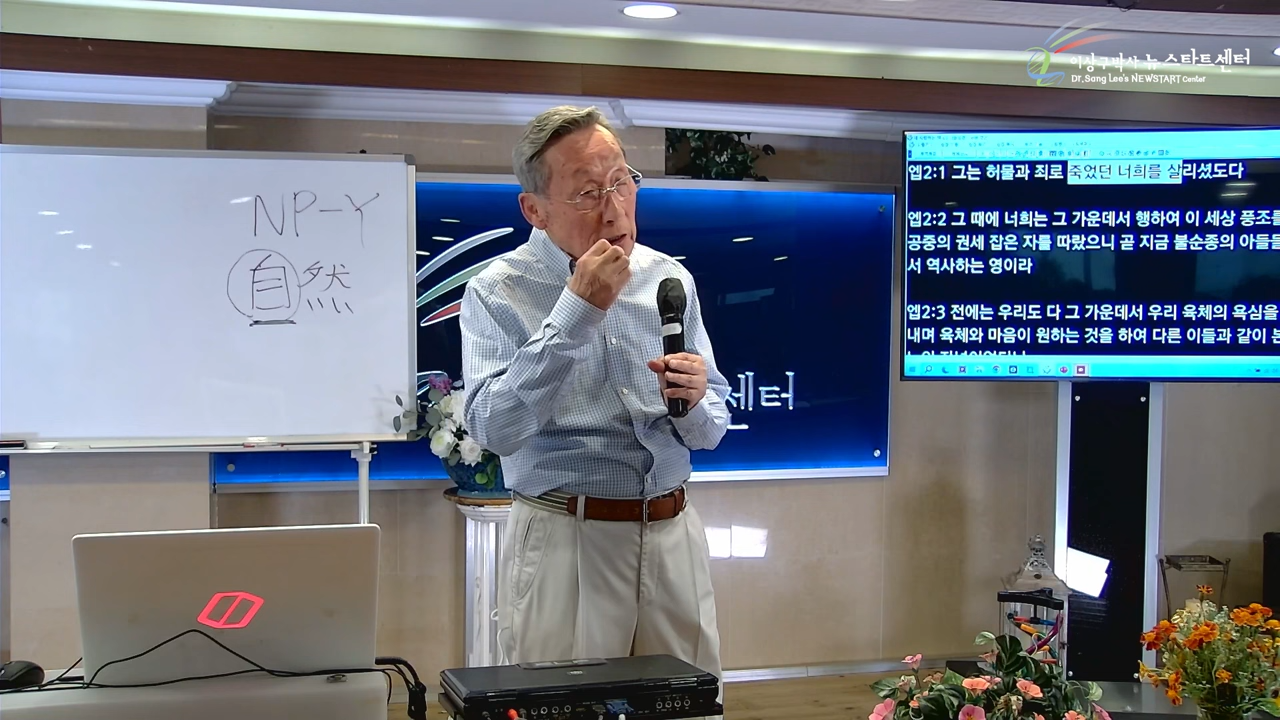 이상구박사 뉴스타트센터
Dr. Sang Lee's NEWSTART Center
NP-Y
自然
센터
엡2:1 그는 허물과 죄로 죽었던 너희를 살리셨도다
엡2:2 그 때에 너희는 그 가운데서 행하여 이 세상 풍조를
공중의 권세 잡은 자를 따랐으니 곧 지금 불순종의 아들들
서 역사하는 영이라
엡2:3 전에는 우리도 다 그 가운데서 우리 육체의 욕심을
내며 육체와 마음이 원하는 것을 하여 다른 이들과 같이 본